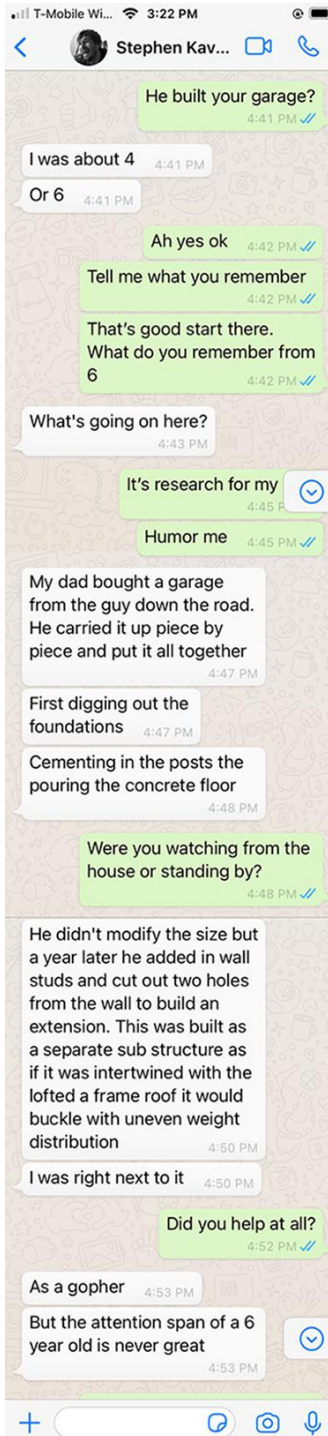 T-Mobile Wi... 3:22 PM
Stephen Kav...
He built your garage?
4:41 PM
I was about 4 4:41 PM
Or 6 4:41 PM
Ah yes ok 4:42 PM
Tell me what you remember
4:42 PM
That’s good start there.
What do you remember from
6 4:42 PM
What's going on here?
4:43 PM
It’s research for my
4:45 P
Humor me 4:45 PM
My dad bought a garage
from the guy down the road.
He carried it up piece by
piece and put it all together
4:47 PM
First digging out the
foundations 4:47 PM
Cementing in the posts the
pouring the concrete floor
4:48 PM
Were you watching from the
house or standing by?
4:48 PM
He didn't modify the size but
a year later he added in wall
studs and cut out two holes
from the wall to build an
extension. This was built as
a separate sub structure as
if it was intertwined with the
lofted a frame roof it would
buckle with uneven weight
distribution 4:50 PM
I was right next to it 4:50 PM
Did you help at all?
4:52 PM
As a gopher 4:53 PM
But the attention span of a 6
year old is never great
4:53 PM